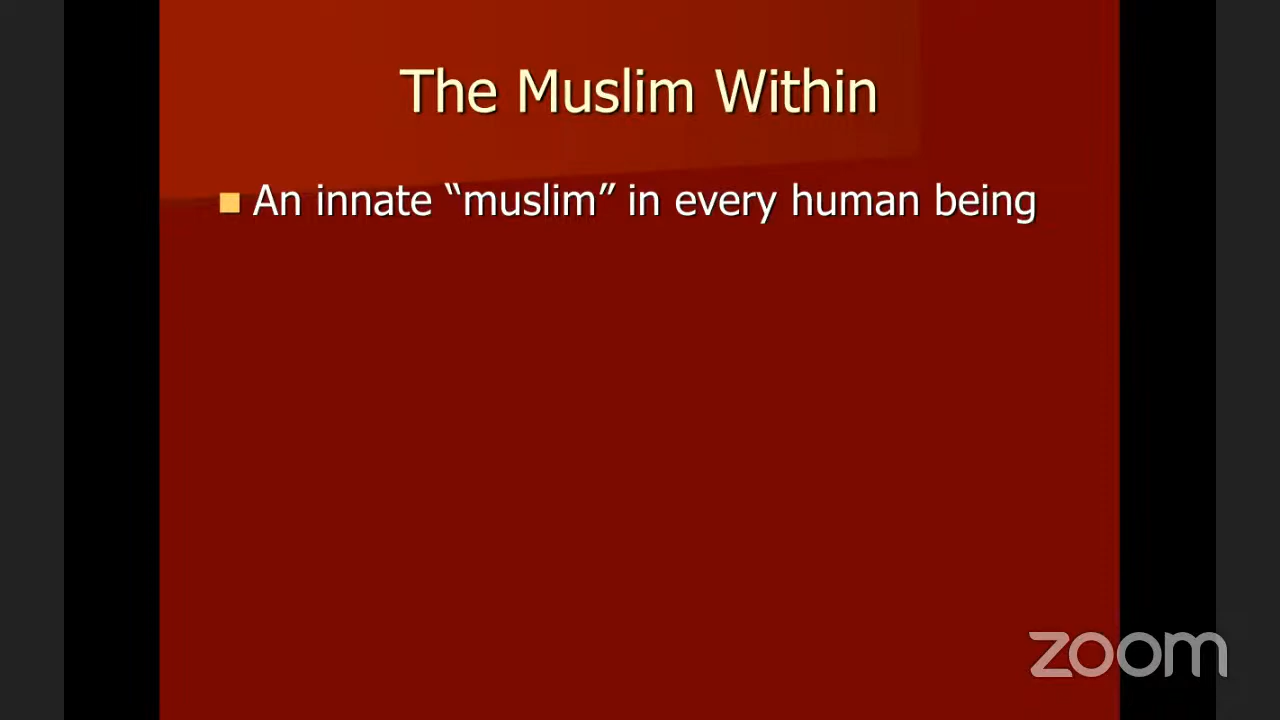 The Muslim Within
An innate “muslim” in every human being
zoom